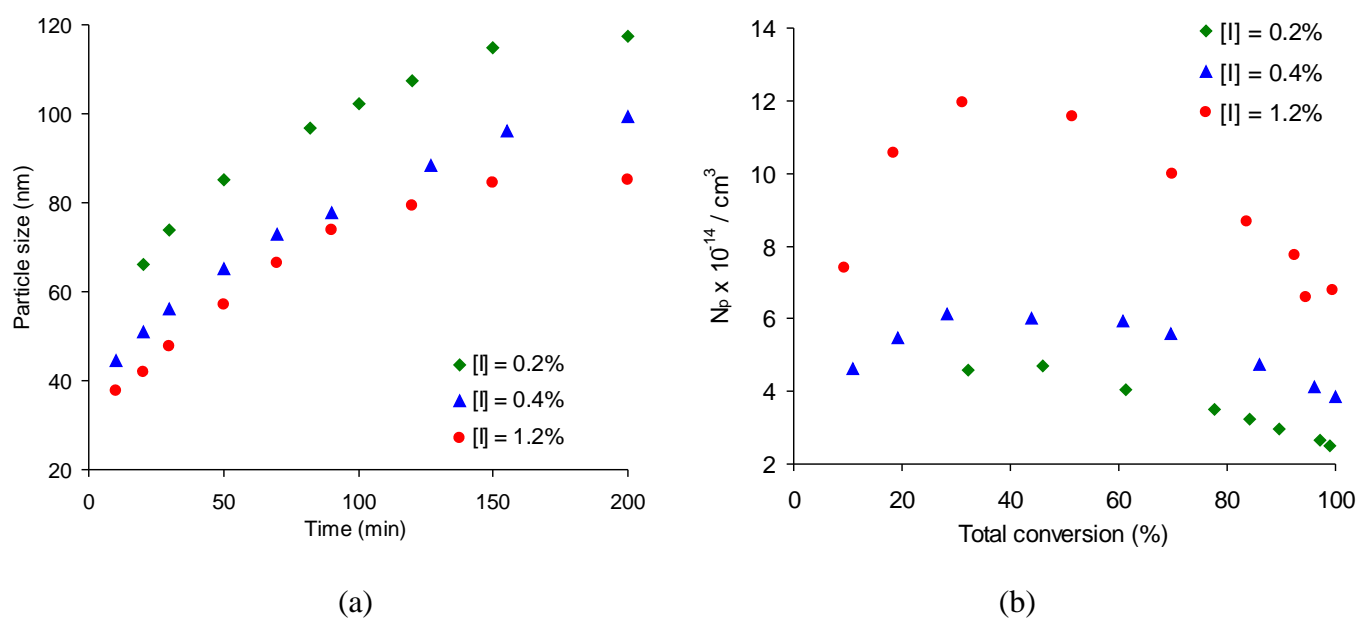 120
100
80
60
40
20
0
50
100
150
200
Particle size (nm)
Time (min)
[I] = 0.2%
[I] = 0.4%
[I] = 1.2%
(a)
14
12
10
8
6
4
2
0
20
40
60
80
100
Nₚ x 10⁻¹⁴ / cm³
Total conversion (%)
[I] = 0.2%
[I] = 0.4%
[I] = 1.2%
(b)